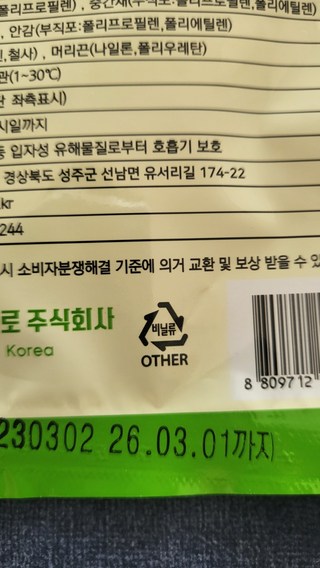 폴리프로필렌), 중간재(부직포:폴리프로필렌,폴리에틸렌)
, 안감(부직포:폴리프로필렌,폴리에틸렌)
,철사), 머리끈(나일론,폴리우레탄)
관(1~30℃)
좌측표시)
시일까지
등 입자성 유해물질로부터 호흡기 보호
경상북도 성주군 선남면 유서리길 174-22
.kr
244
시 소비자분쟁해결 기준에 의거 교환 및 보상 받을 수 있
로 주식회사
Korea
비닐류
OTHER
8 809712
230302 26.03.01까지